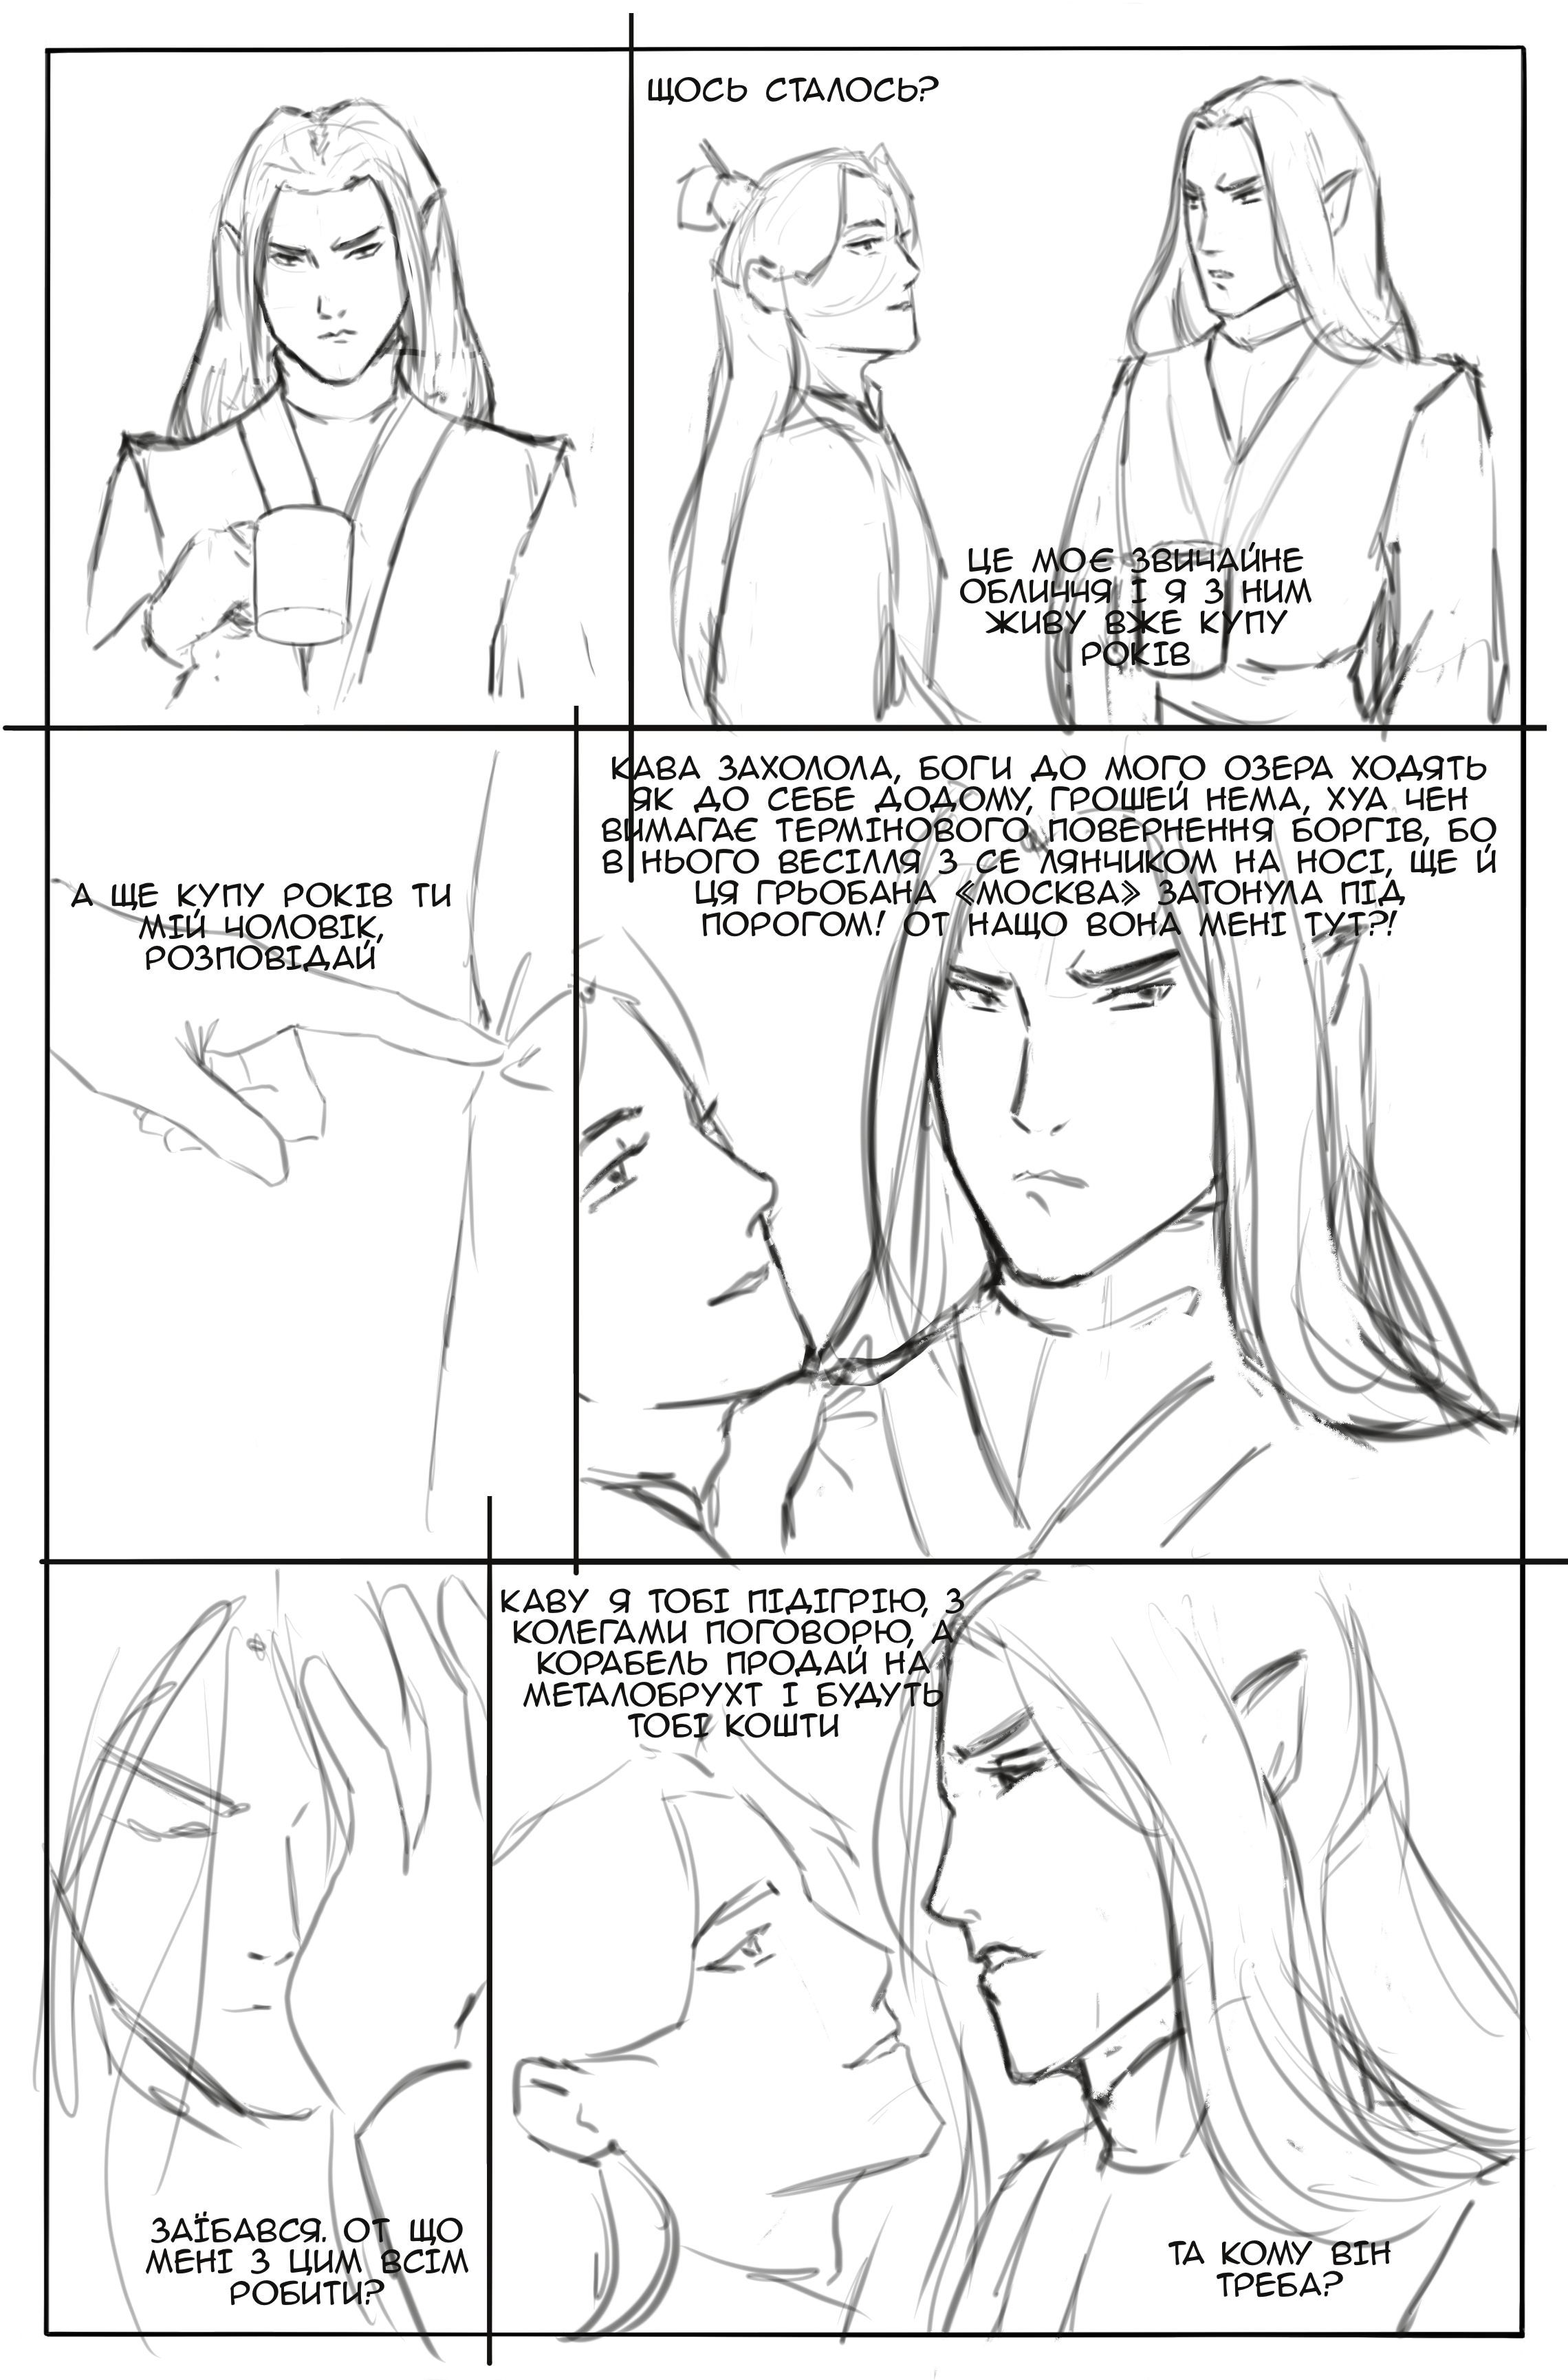 ЩОСЬ СТАЛОСЬ?
ЦЕ МОЄ ЗВИЧАЙНЕ
ОБЛИЧЧЯ І Я З НИМ
ЖИВУ ВЖЕ КУПУ
РОКІВ
А ЩЕ КУПУ РОКІВ ТИ
МІЙ ЧОЛОВІК,
РОЗПОВІДАЙ
КАВА ЗАХОЛОЛА, БОГИ ДО МОГО ОЗЕРА ХОДЯТЬ
ЯК ДО СЕБЕ ДОДОМУ, ГРОШЕЙ НЕМА, ХУА ЧЕН
ВИМАГАЄ ТЕРМІНОВОГО ПОВЕРНЕННЯ БОРГІВ, БО
В НЬОГО ВЕСІЛЛЯ З СЕ ЛЯНЧИКОМ НА НОСІ, ЩЕ Й
ЦЯ ГРЬОБАНА «МОСКВА» ЗАТОНУЛА ПІД
ПОРОГОМ! ОТ НАЩО ВОНА МЕНІ ТУТ?!
ЗАЇБАВСЯ. ОТ ЩО
МЕНІ З ЦИМ ВСІМ
РОБИТИ?
КАВУ Я ТОБІ ПІДІГРІЮ, З
КОЛЕГАМИ ПОГОВОРЮ, А
КОРАБЕЛЬ ПРОДАЙ НА
МЕТАЛОБРУХТ І БУДУТЬ
ТОБІ КОШТИ
ТА КОМУ ВІН
ТРЕБА?